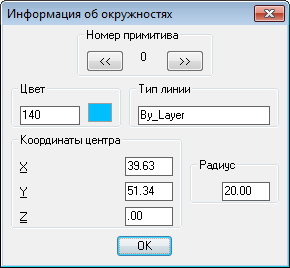 Информация об окружностях
Номер примитива
<< 0 >>
Цвет
Тип линии
140
By_Layer
Координаты центра
X 39.63
Радиус
Y 51.34
20.00
Z .00
OK